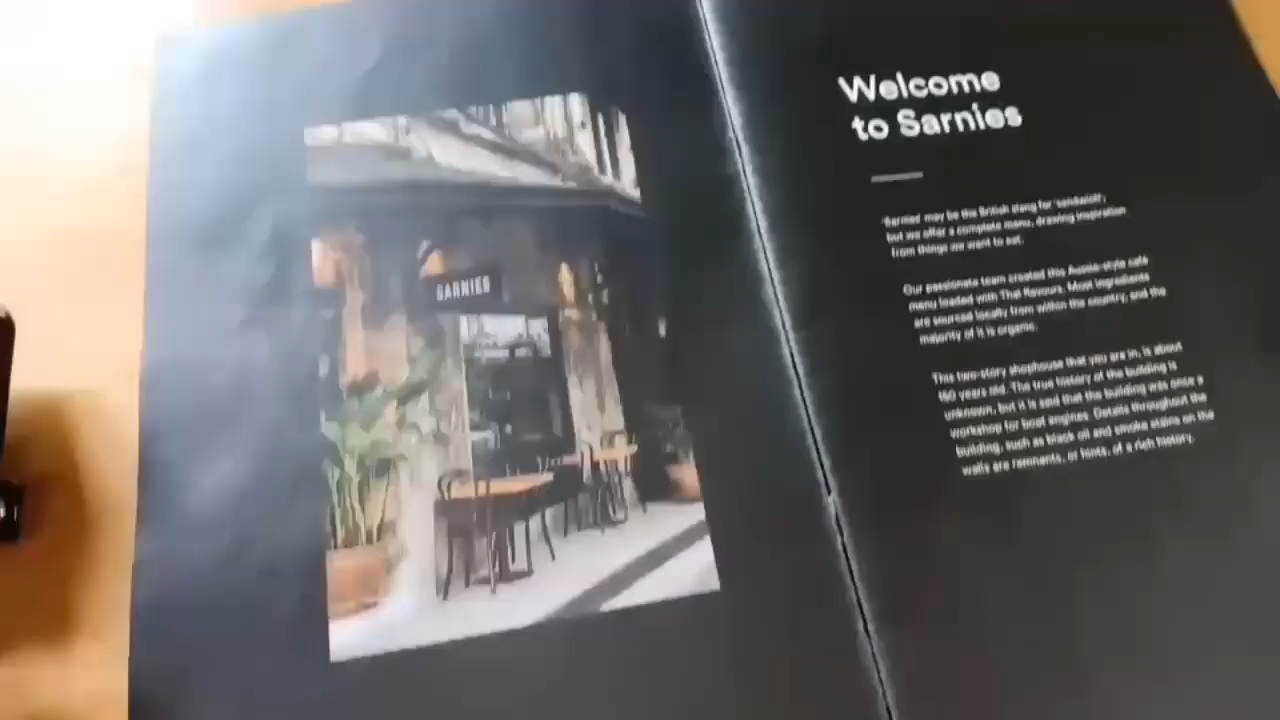 SARNIES
Welcome
to Sarnies
'Sarnies' may be the British slang for 'sandwich',
but we offer a complete menu, drawing inspiration
from things we want to eat.
Our passionate team created this Aussie-style café
menu loaded with Thai flavours. Most ingredients
are sourced locally from within the country, and the
majority of it is organic.
This two-story shophouse that you are in, is about
150 years old. The true history of the building is
unknown, but it is said that the building was once a
workshop for boat engines. Details throughout the
building, such as black oil and smoke stains on the
walls are remnants, or hints, of a rich history.